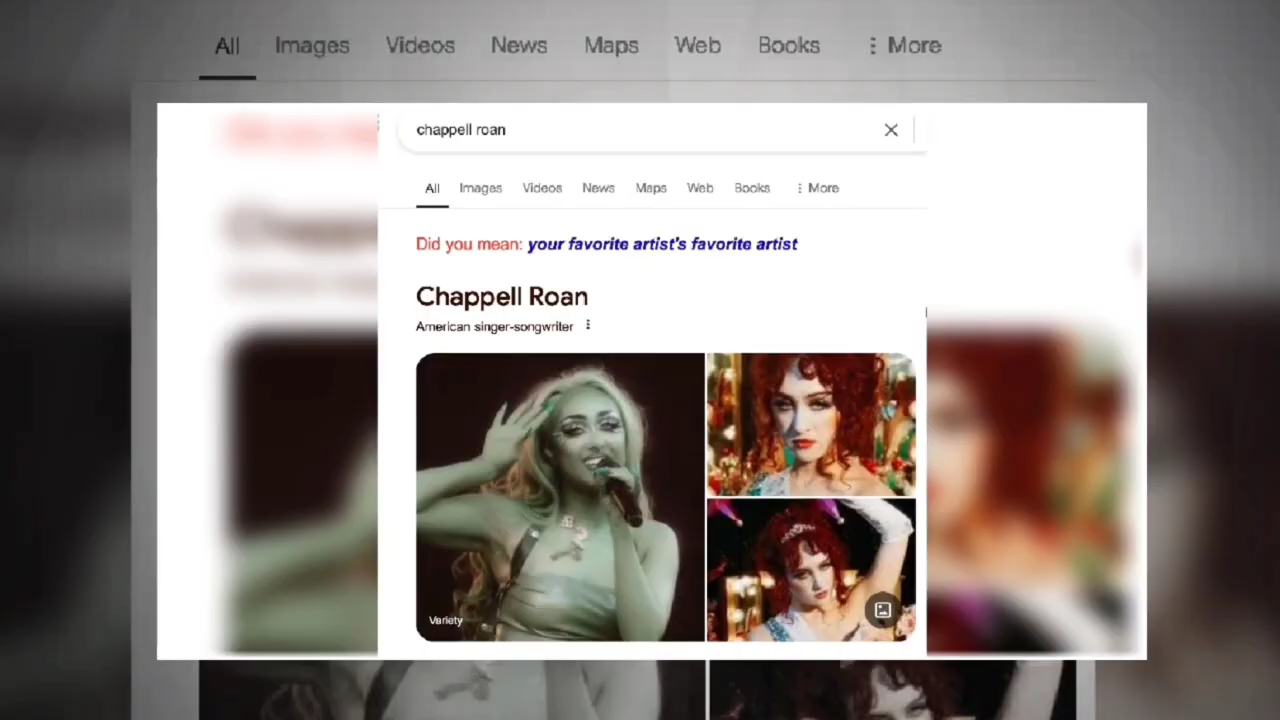 All Images Videos News Maps Web Books More
chappell roan
All Images Videos News Maps Web Books More
Did you mean: your favorite artist's favorite artist
Chappell Roan
American singer-songwriter
Variety